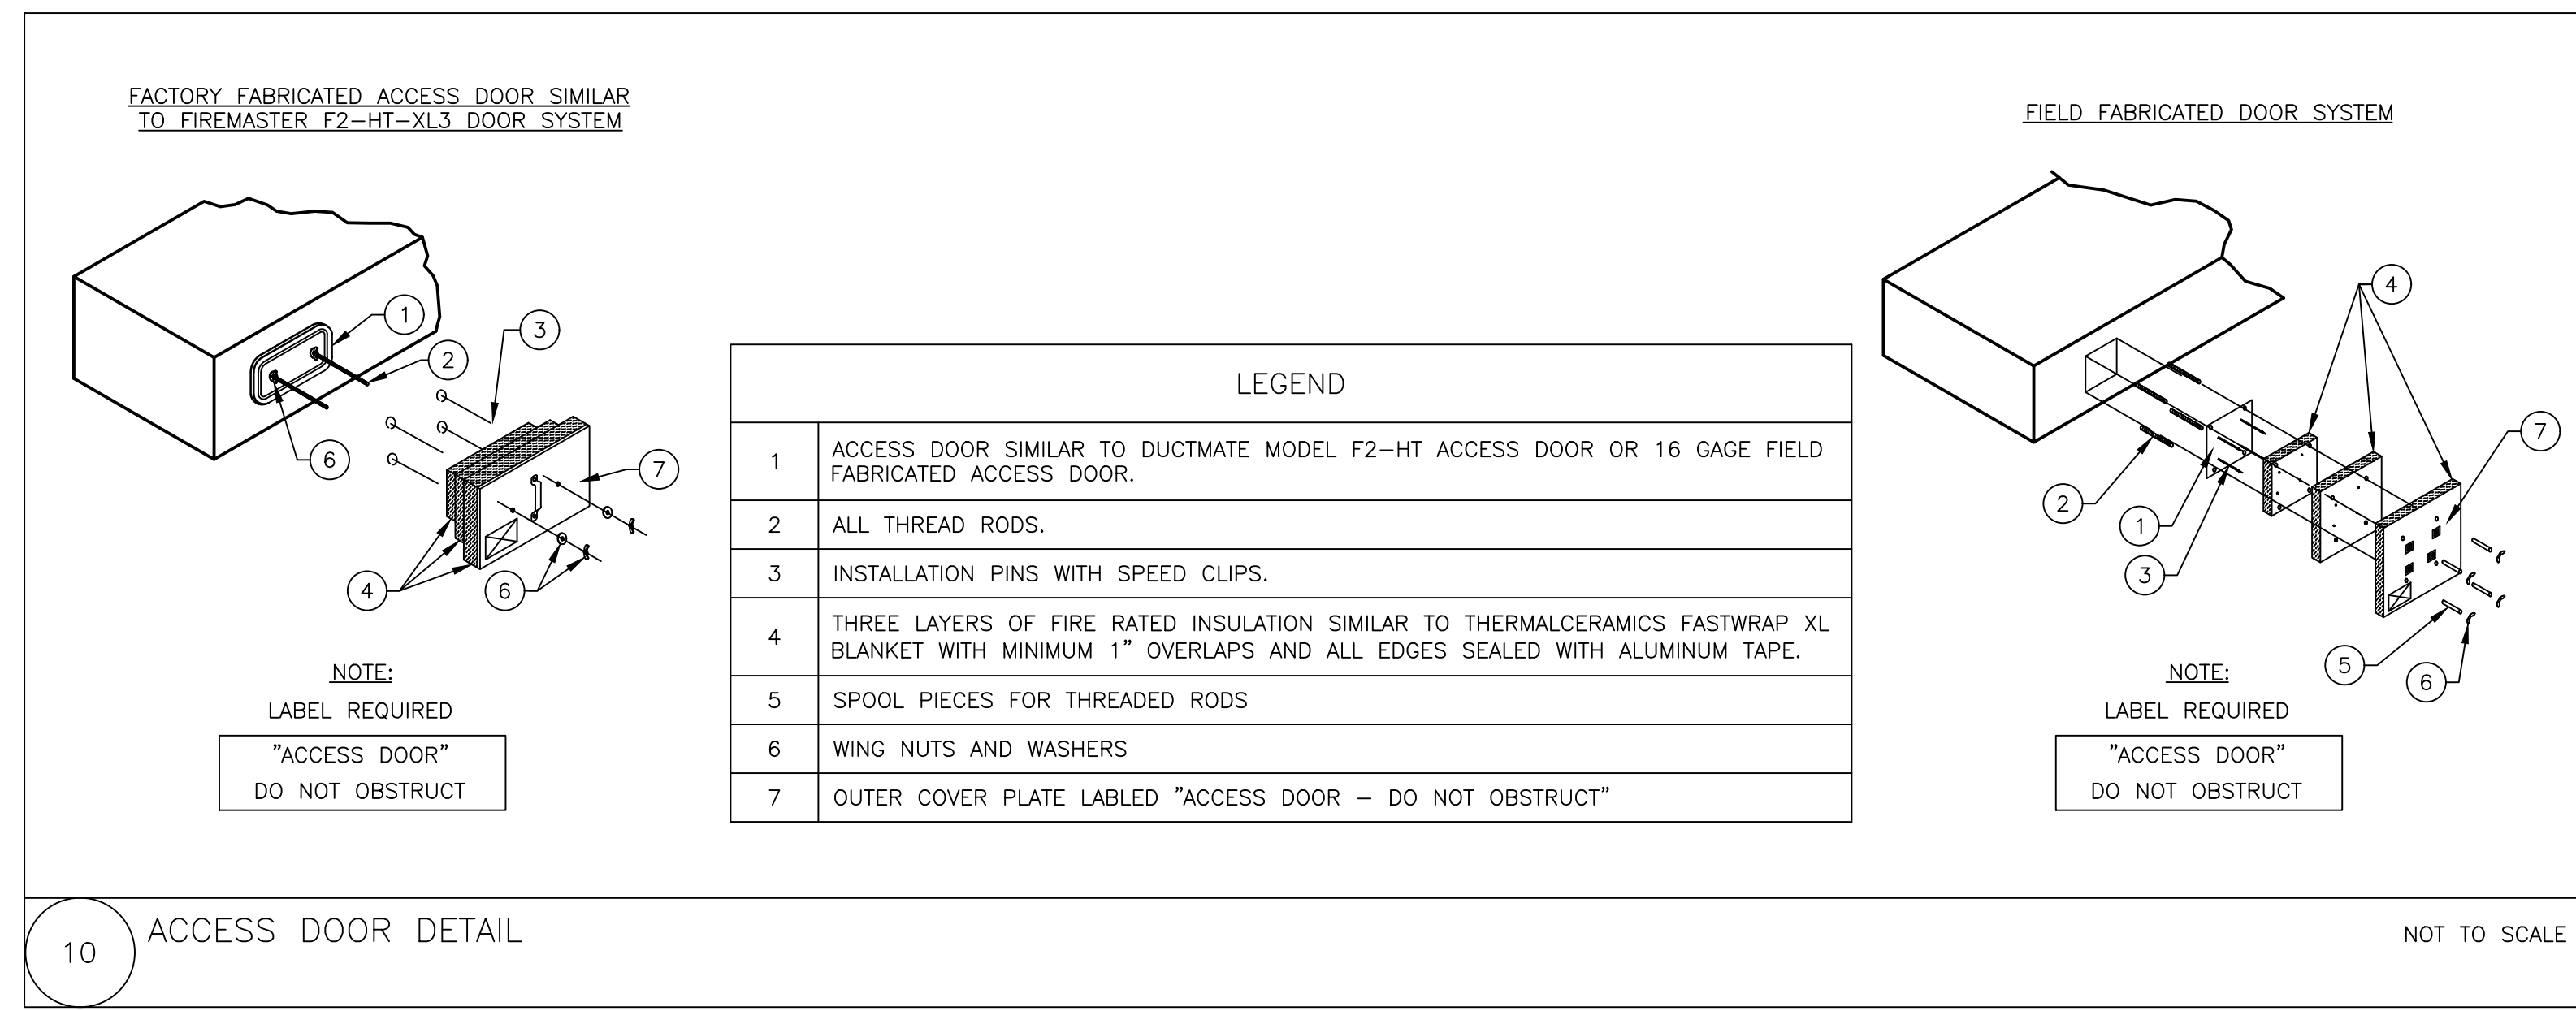 FACTORY FABRICATED ACCESS DOOR SIMILAR
TO FIREMASTER F2-HT-XL3 DOOR SYSTEM
1
2
3
6
7
4
6
NOTE:
LABEL REQUIRED
"ACCESS DOOR"
DO NOT OBSTRUCT
LEGEND
1 ACCESS DOOR SIMILAR TO DUCTMATE MODEL F2-HT ACCESS DOOR OR 16 GAGE FIELD
FABRICATED ACCESS DOOR.
2 ALL THREAD RODS.
3 INSTALLATION PINS WITH SPEED CLIPS.
4 THREE LAYERS OF FIRE RATED INSULATION SIMILAR TO THERMALCERAMICS FASTWRAP XL
BLANKET WITH MINIMUM 1" OVERLAPS AND ALL EDGES SEALED WITH ALUMINUM TAPE.
5 SPOOL PIECES FOR THREADED RODS
6 WING NUTS AND WASHERS
7 OUTER COVER PLATE LABLED "ACCESS DOOR - DO NOT OBSTRUCT"
FIELD FABRICATED DOOR SYSTEM
4
7
2
1
3
5
6
NOTE:
LABEL REQUIRED
"ACCESS DOOR"
DO NOT OBSTRUCT
10
ACCESS DOOR DETAIL
NOT TO SCALE